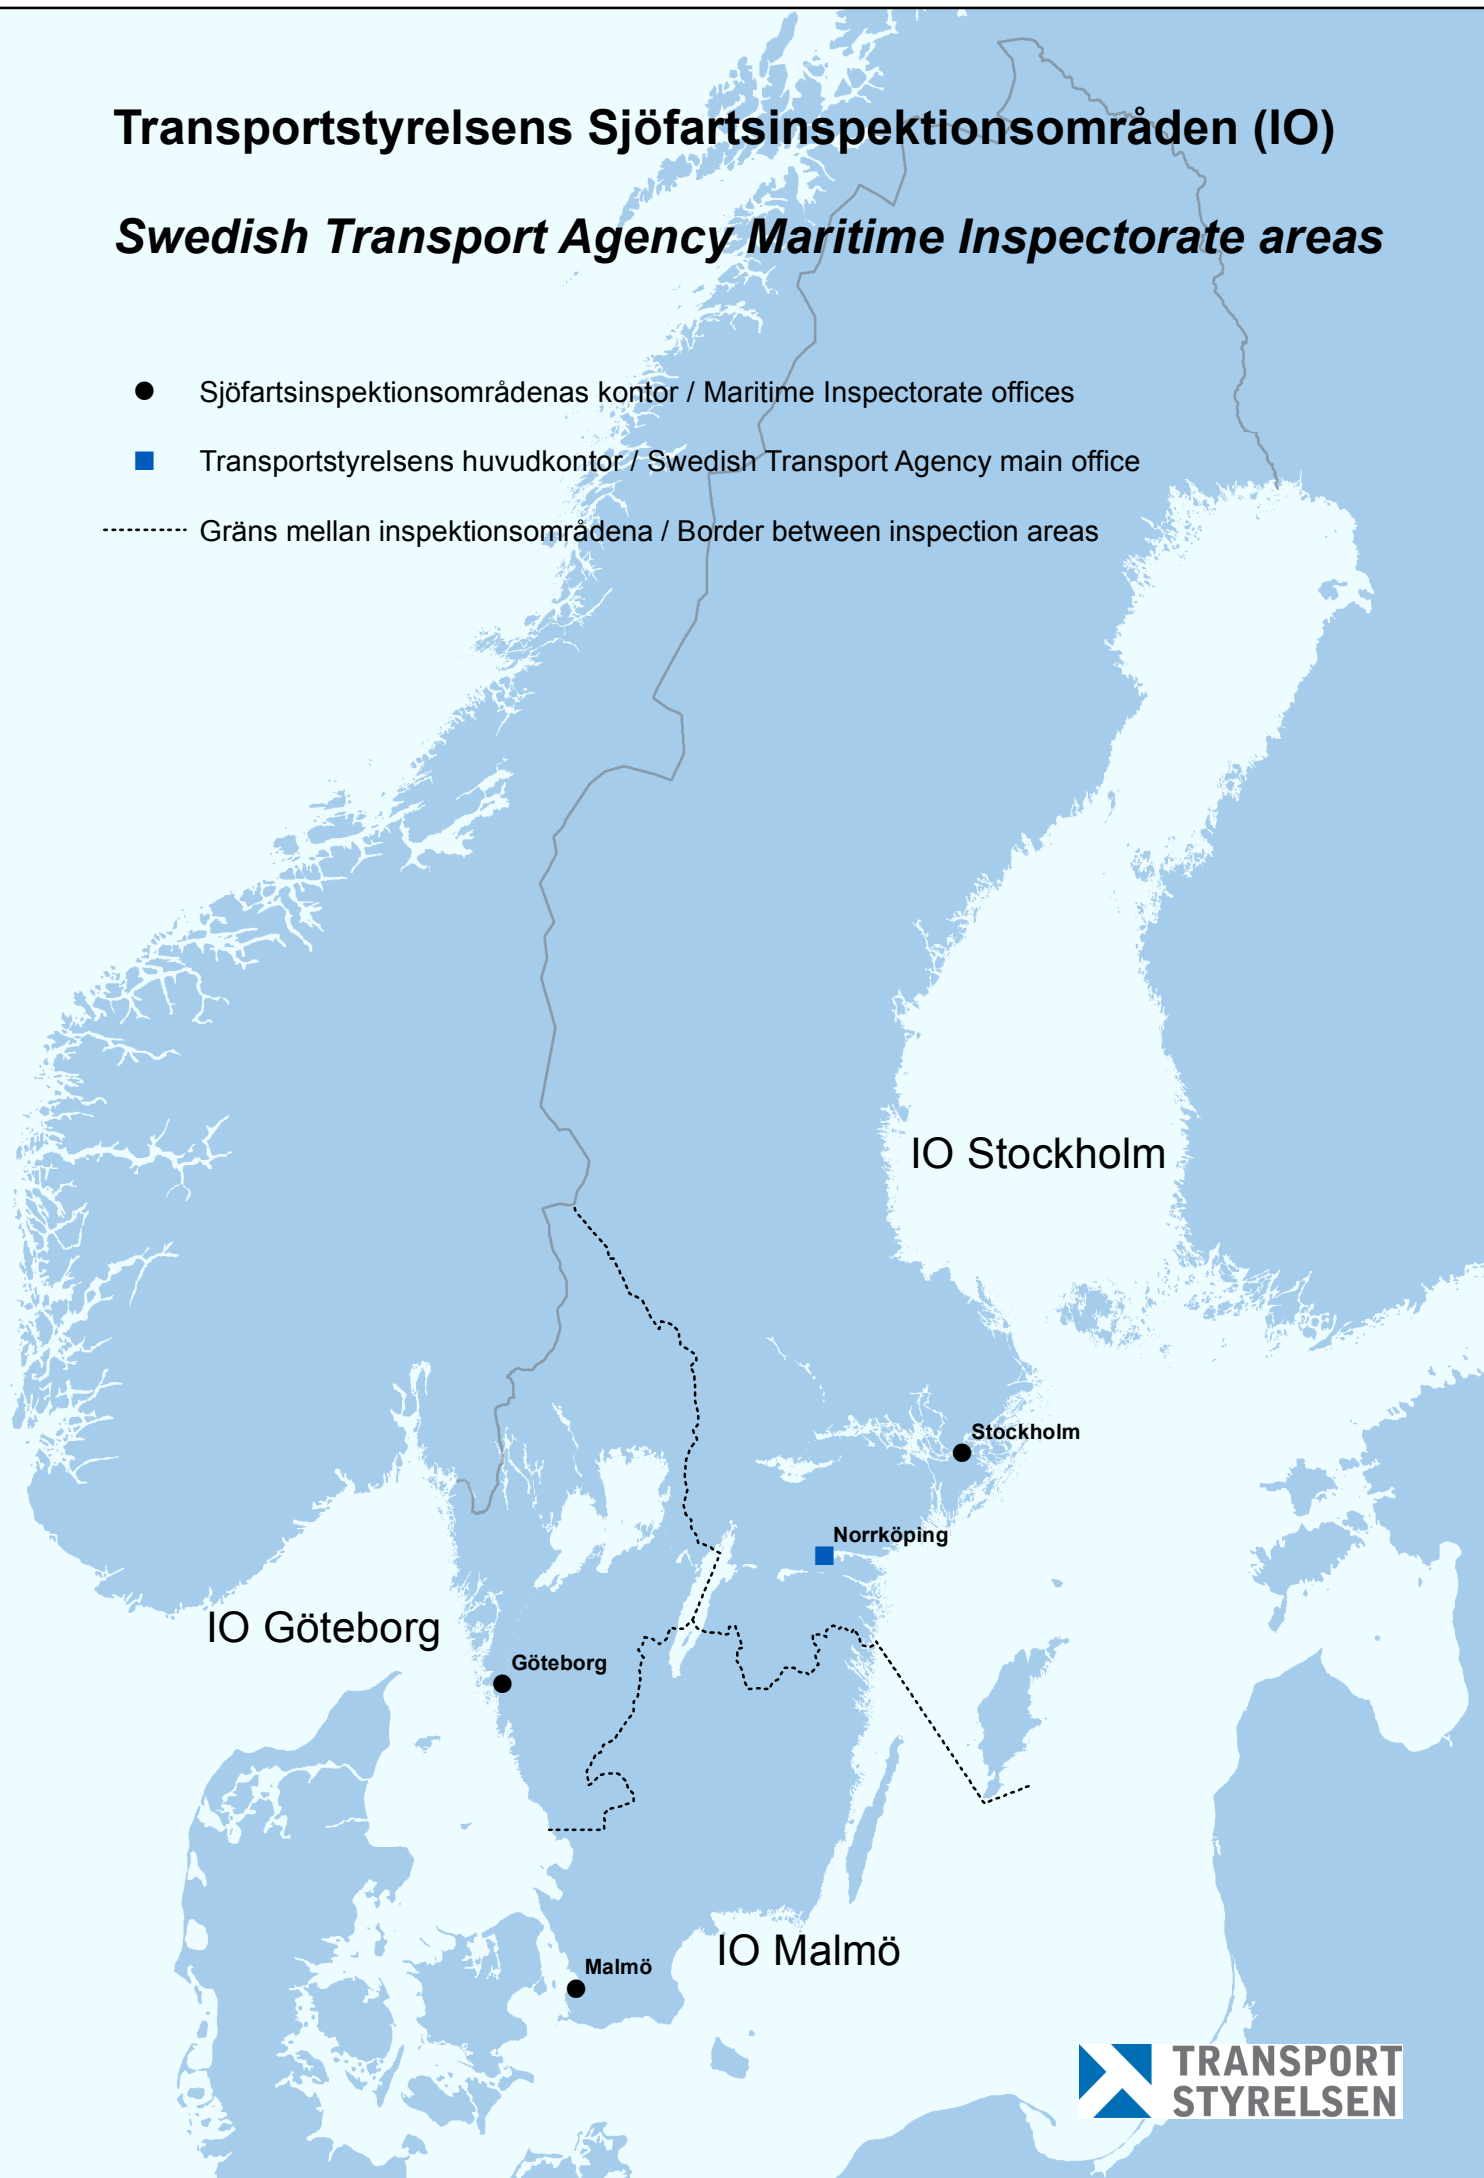 Transportstyrelsens Sjöfartsinspektionsområden (IO)
Swedish Transport Agency Maritime Inspectorate areas
Sjöfartsinspektionsområdenas kontor / Maritime Inspectorate offices
Transportstyrelsens huvudkontor / Swedish Transport Agency main office
Gräns mellan inspektionsområdena / Border between inspection areas
IO Stockholm
Stockholm
Norrköping
IO Göteborg
Göteborg
IO Malmö
Malmö
TRANSPORT
STYRELSEN